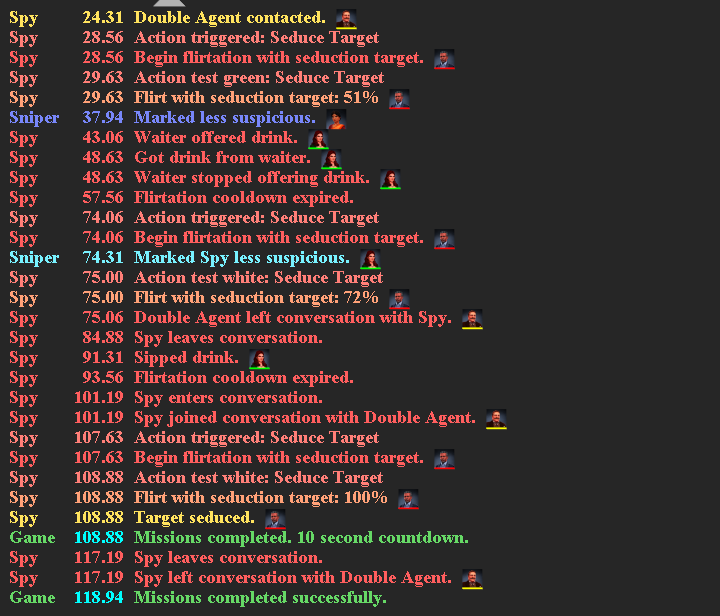 Spy 24.31 Double Agent contacted.
Spy 28.56 Action triggered: Seduce Target
Spy 28.56 Begin flirtation with seduction target.
Spy 29.63 Action test green: Seduce Target
Spy 29.63 Flirt with seduction target: 51%
Sniper 37.94 Marked less suspicious.
Spy 43.06 Waiter offered drink.
Spy 48.63 Got drink from waiter.
Spy 48.63 Waiter stopped offering drink.
Spy 57.56 Flirtation cooldown expired.
Spy 74.06 Action triggered: Seduce Target
Spy 74.06 Begin flirtation with seduction target.
Sniper 74.31 Marked Spy less suspicious.
Spy 75.00 Action test white: Seduce Target
Spy 75.00 Flirt with seduction target: 72%
Spy 75.06 Double Agent left conversation with Spy.
Spy 84.88 Spy leaves conversation.
Spy 91.31 Sipped drink.
Spy 93.56 Flirtation cooldown expired.
Spy 101.19 Spy enters conversation.
Spy 101.19 Spy joined conversation with Double Agent.
Spy 107.63 Action triggered: Seduce Target
Spy 107.63 Begin flirtation with seduction target.
Spy 108.88 Action test white: Seduce Target
Spy 108.88 Flirt with seduction target: 100%
Spy 108.88 Target seduced.
Game 108.88 Missions completed. 10 second countdown.
Spy 117.19 Spy leaves conversation.
Spy 117.19 Spy left conversation with Double Agent.
Game 118.94 Missions completed successfully.